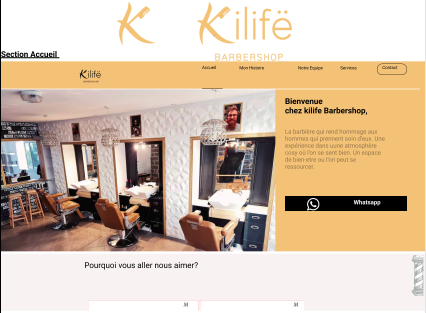 K Kilifë
BARBERSHOP
Section Accueil
Kilifë
Accueil Mon Histoire Notre Equipe Services Contact
Bienvenue
chez kilife Barbershop,
La barbière qui rend hommage aux
hommes qui prennent soin d'eux. Une
expérience dans uune atmosphère
cosy où l'on se sent bien. Un espace
de bien-etre ou l'on peut se
ressourcer.
Whatsapp
Pourquoi vous aller nous aimer?
M M